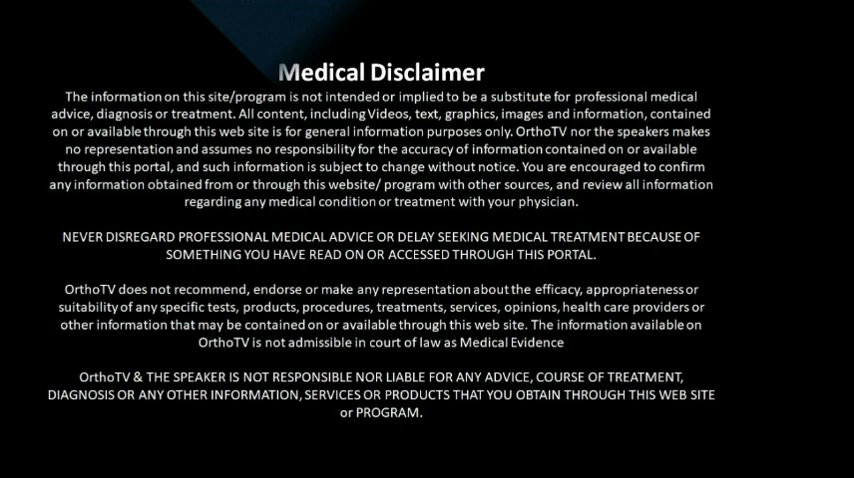 Medical Disclaimer
The information on this site/program is not intended or implied to be a substitute for professional medical
advice, diagnosis or treatment. All content, including Videos, text, graphics, images and information, contained
on or available through this web site is for general information purposes only. OrthoTV nor the speakers makes
no representation and assumes no responsibility for the accuracy of information contained on or available
through this portal, and such information is subject to change without notice. You are encouraged to confirm
any information obtained from or through this website/ program with other sources, and review all information
regarding any medical condition or treatment with your physician.
NEVER DISREGARD PROFESSIONAL MEDICAL ADVICE OR DELAY SEEKING MEDICAL TREATMENT BECAUSE OF
SOMETHING YOU HAVE READ ON OR ACCESSED THROUGH THIS PORTAL.
OrthoTV does not recommend, endorse or make any representation about the efficacy, appropriateness or
suitability of any specific tests, products, procedures, treatments, services, opinions, health care providers or
other information that may be contained on or available through this web site. The information available on
OrthoTV is not admissible in court of law as Medical Evidence
OrthoTV & THE SPEAKER IS NOT RESPONSIBLE NOR LIABLE FOR ANY ADVICE, COURSE OF TREATMENT,
DIAGNOSIS OR ANY OTHER INFORMATION, SERVICES OR PRODUCTS THAT YOU OBTAIN THROUGH THIS WEB SITE
or PROGRAM.